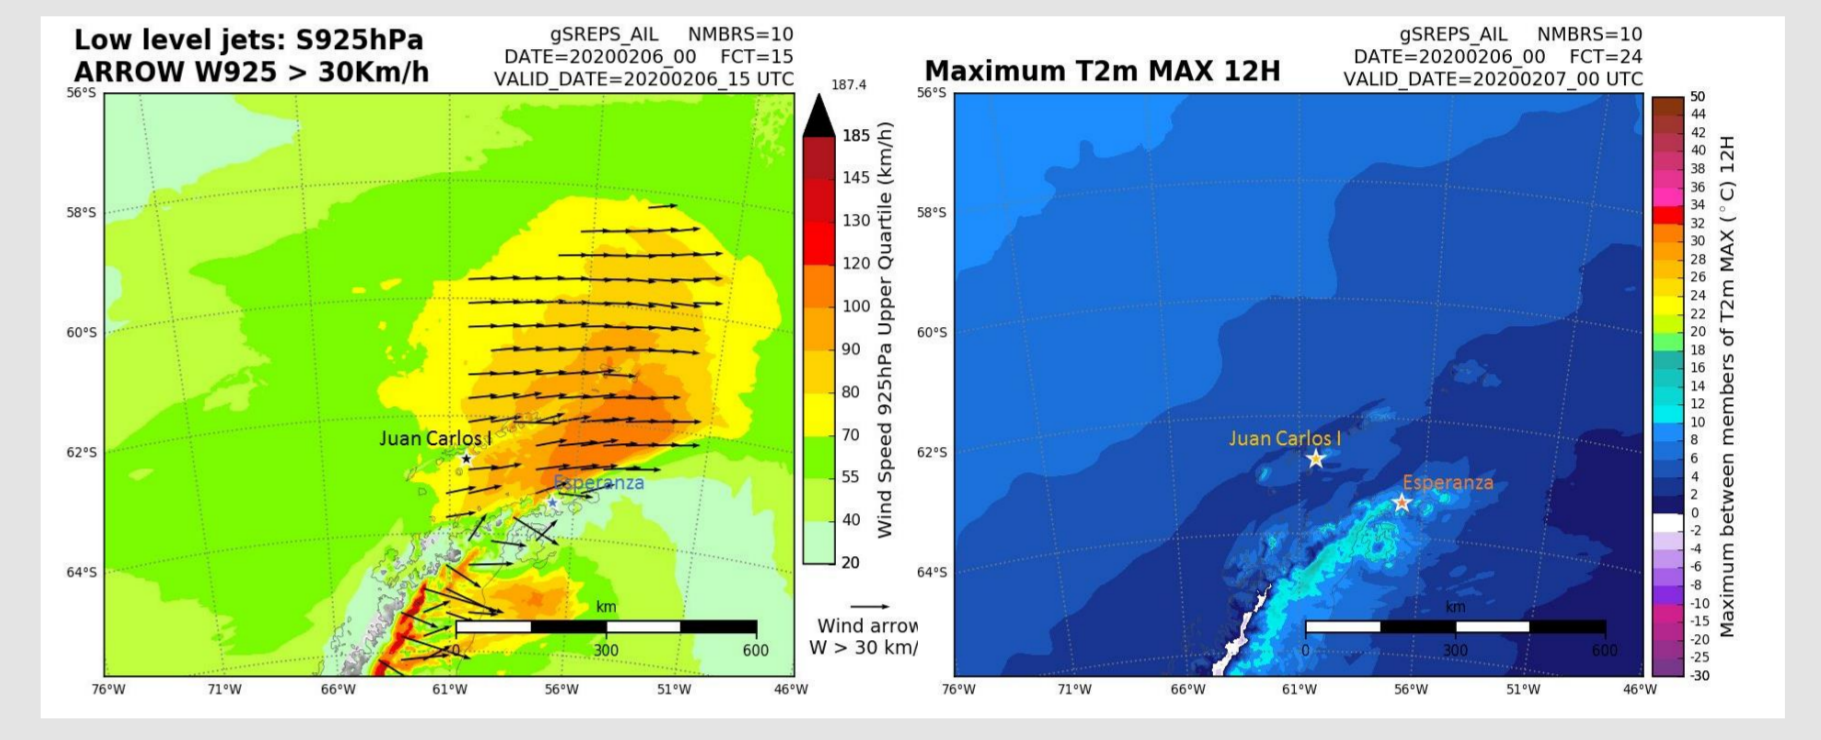 Low level jets: S925hPa
ARROW W925 > 30Km/h
gSREPS_AIL NMBRS=10
DATE=20200206_00 FCT=15
VALID_DATE=20200206_15 UTC
56°S
58°S
60°S
62°S
64°S
76°W
71°W
66°W
61°W
56°W
51°W
46°W
Juan Carlos I
Esperanza
km
0
300
600
187.4
185
145
130
120
100
90
80
70
55
40
20
Wind Speed 925hPa Upper Quartile (km/h)
Wind arrow
W > 30 km/
Maximum T2m MAX 12H
gSREPS_AIL NMBRS=10
DATE=20200206_00 FCT=24
VALID_DATE=20200207_00 UTC
56°S
58°S
60°S
62°S
64°S
76°W
71°W
66°W
61°W
56°W
51°W
46°W
Juan Carlos I
Esperanza
km
0
300
600
50
44
42
40
38
36
34
32
30
28
26
24
22
20
18
16
14
12
10
8
6
4
2
0
-2
-4
-6
-8
-10
-15
-20
-25
-30
Maximum between members of T2m MAX (°C) 12H